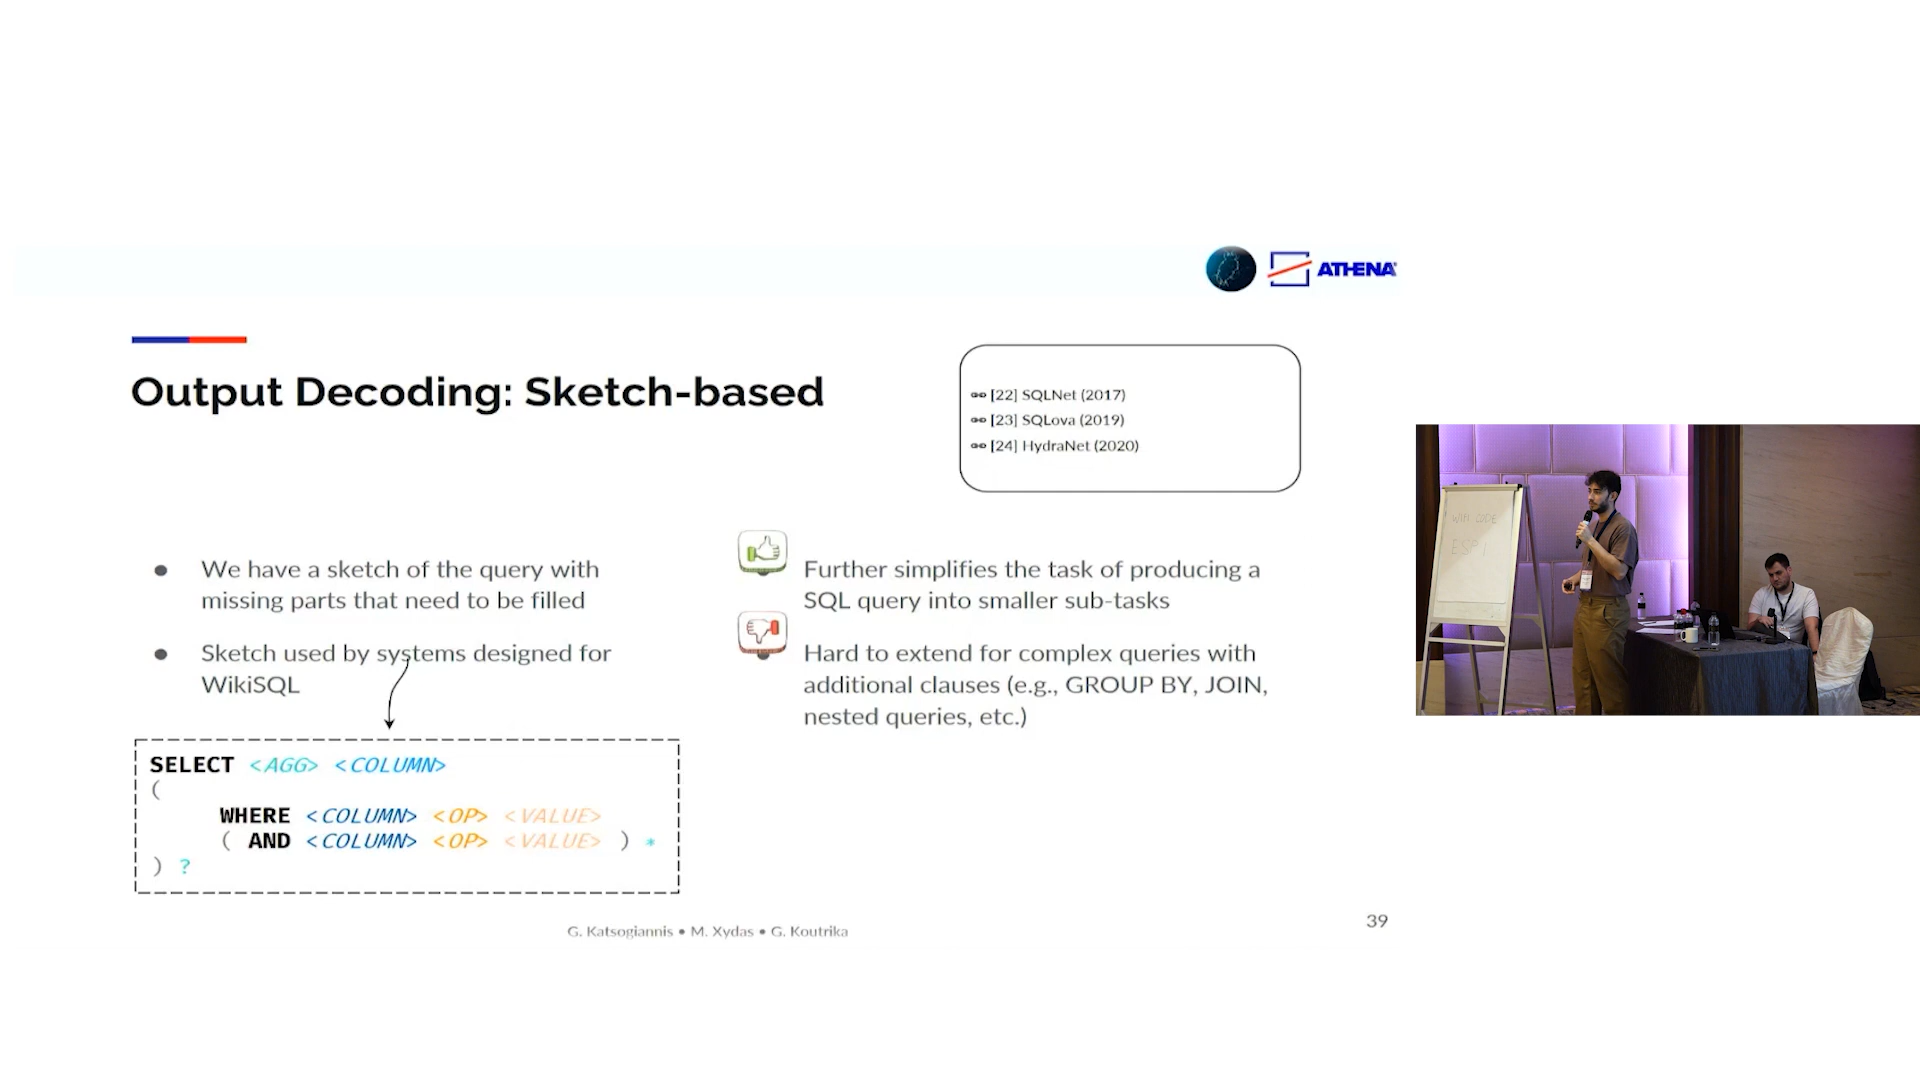 ATHENA
Output Decoding: Sketch-based
[22] SQLNet (2017)
[23] SQLova (2019)
[24] HydraNet (2020)
● We have a sketch of the query with
missing parts that need to be filled
● Sketch used by systems designed for
WikiSQL
SELECT <AGG> <COLUMN>
(
WHERE <COLUMN> <OP> <VALUE>
( AND <COLUMN> <OP> <VALUE> ) *
) ?
Further simplifies the task of producing a
SQL query into smaller sub-tasks
Hard to extend for complex queries with
additional clauses (e.g., GROUP BY, JOIN,
nested queries, etc.)
WIFI CODE
G. Katsogiannis ● M. Xydas ● G. Koutrika
39